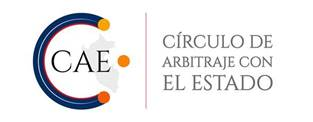 CAE
CÍRCULO DE
ARBITRAJE CON
EL ESTADO